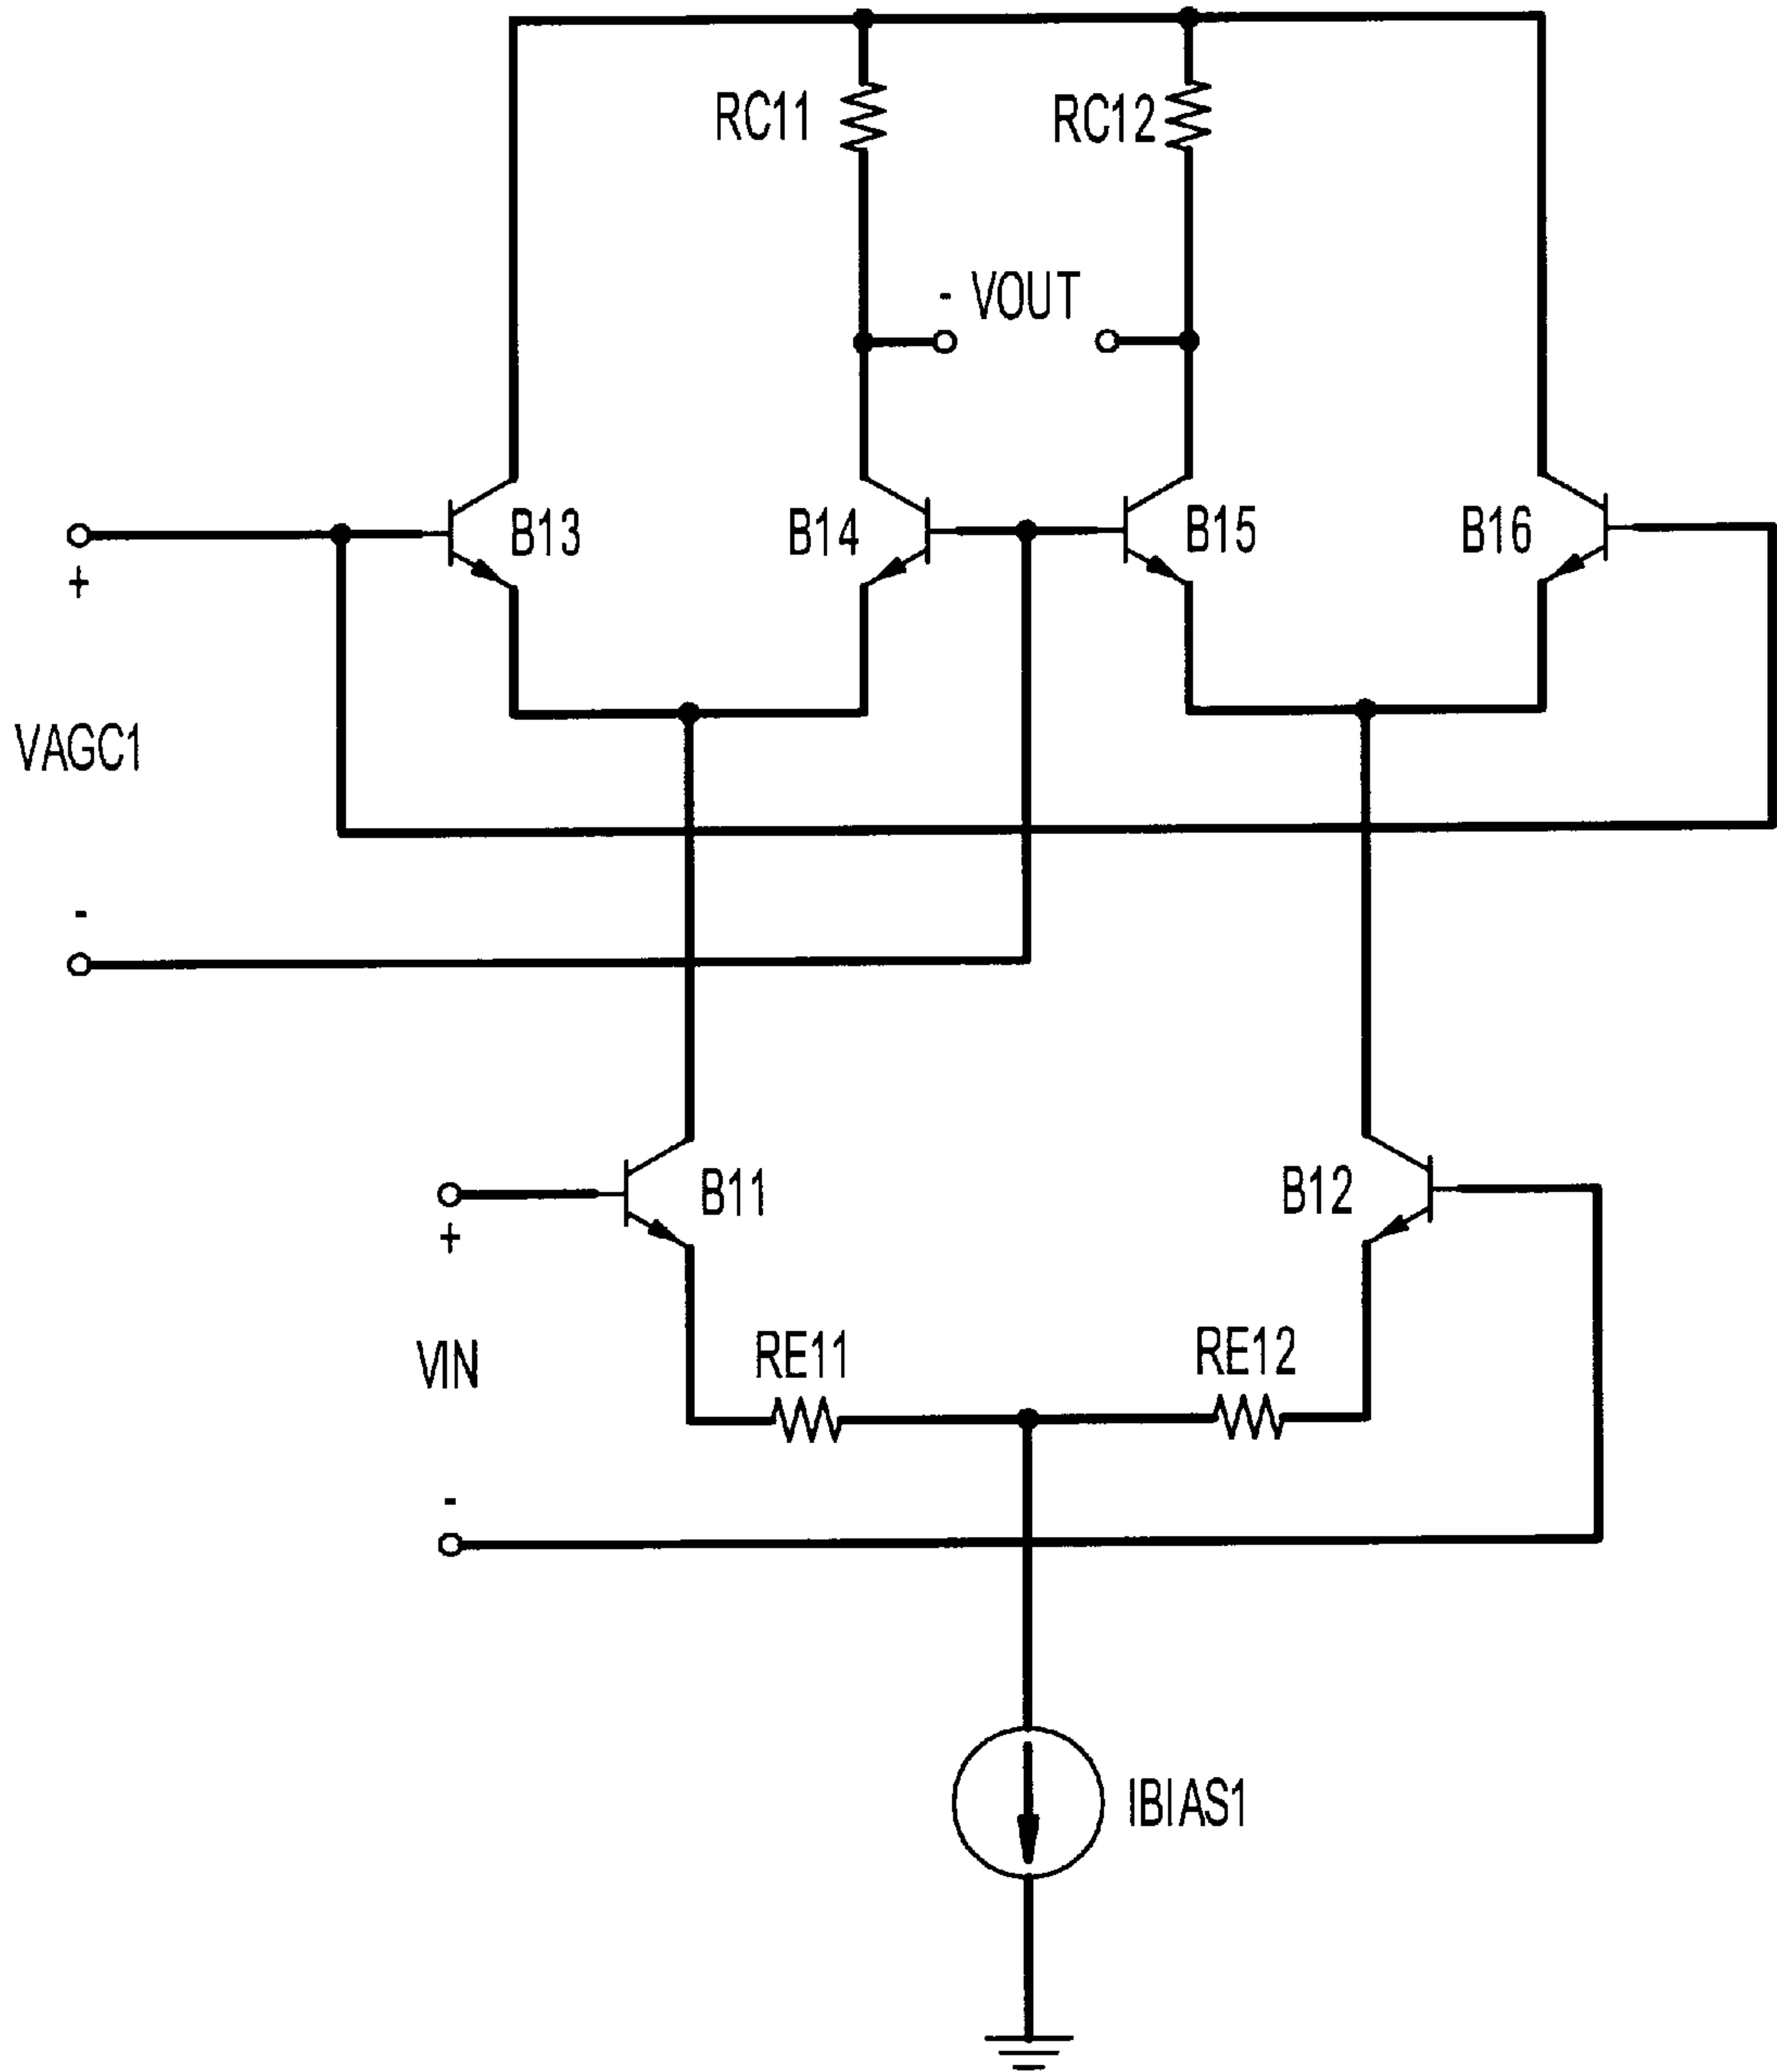 RC11
RC12
- VOUT
B13
B14
B15
B16
+
VAGC1
-
B11
B12
+
VIN
RE11
RE12
-
IBIAS1